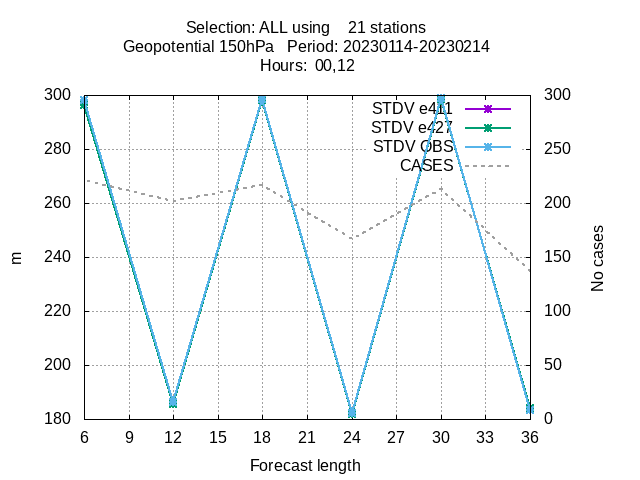 Selection: ALL using 21 stations
Geopotential 150hPa Period: 20230114-20230214
Hours: 00,12
STDV e411
STDV e427
STDV OBS
CASES
300
280
260
240
220
200
180
m
300
250
200
150
100
50
0
No cases
6 9 12 15 18 21 24 27 30 33 36
Forecast length